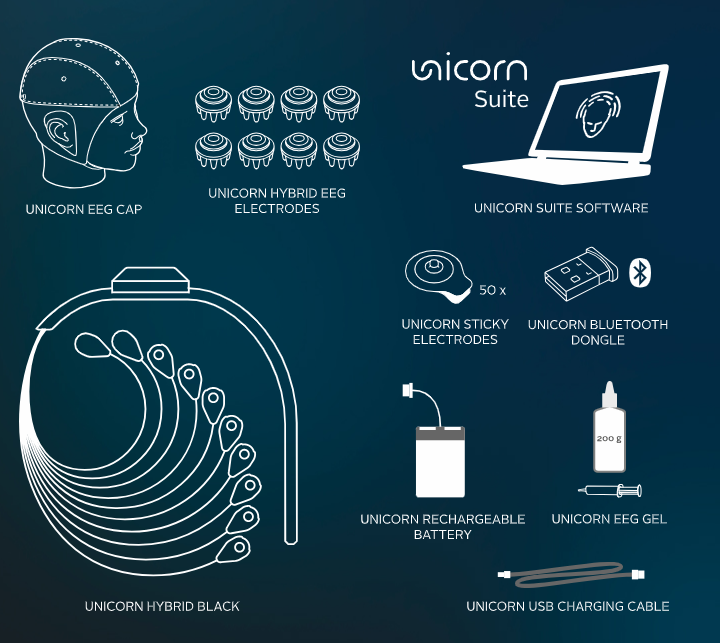 unicorn
Suite
UNICORN EEG CAP
UNICORN HYBRID EEG
ELECTRODES
UNICORN SUITE SOFTWARE
50 x
UNICORN STICKY
ELECTRODES
UNICORN BLUETOOTH
DONGLE
200 g
UNICORN RECHARGEABLE
BATTERY
UNICORN EEG GEL
UNICORN HYBRID BLACK
UNICORN USB CHARGING CABLE